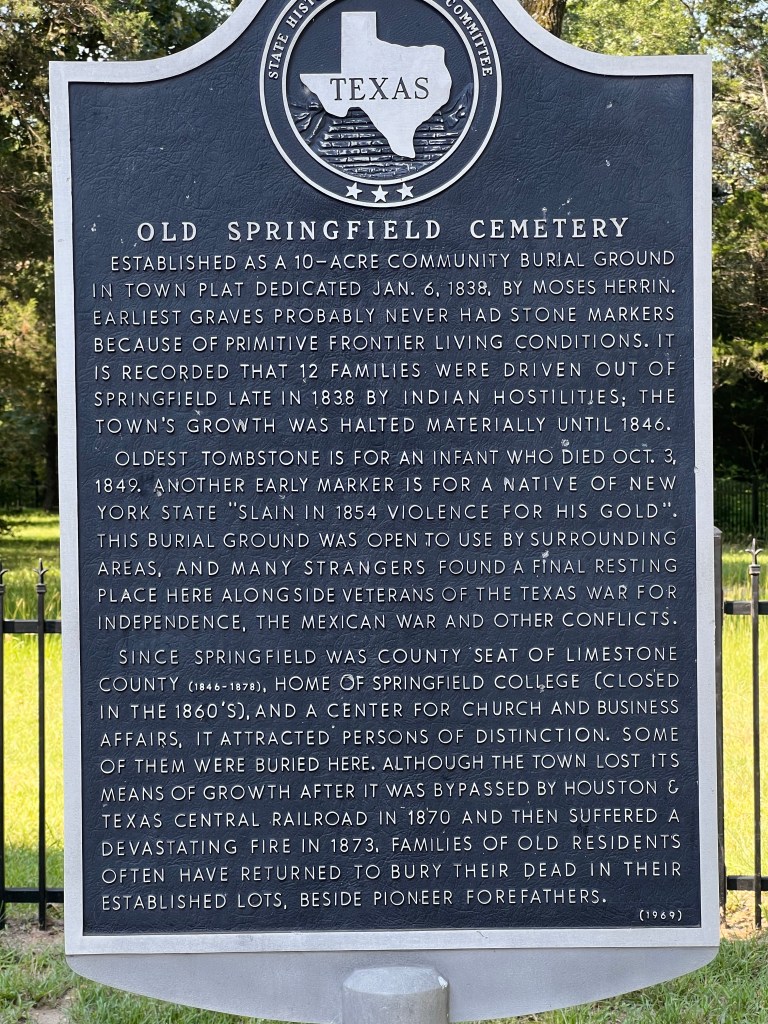 STATE HIS COMMITTEE
TEXAS
OLD SPRINGFIELD CEMETERY
ESTABLISHED AS A 10-ACRE COMMUNITY BURIAL GROUND
IN TOWN PLAT DEDICATED JAN. 6, 1838, BY MOSES HERRIN.
EARLIEST GRAVES PROBABLY NEVER HAD STONE MARKERS
BECAUSE OF PRIMITIVE FRONTIER LIVING CONDITIONS. IT
IS RECORDED THAT 12 FAMILIES WERE DRIVEN OUT OF
SPRINGFIELD LATE IN 1838 BY INDIAN HOSTILITIES; THE
TOWN'S GROWTH WAS HALTED MATERIALLY UNTIL 1846.
OLDEST TOMBSTONE IS FOR AN INFANT WHO DIED OCT. 3,
1849. ANOTHER EARLY MARKER IS FOR A NATIVE OF NEW
YORK STATE "SLAIN IN 1854 VIOLENCE FOR HIS GOLD".
THIS BURIAL GROUND WAS OPEN TO USE BY SURROUNDING
AREAS, AND MANY STRANGERS FOUND A FINAL RESTING
PLACE HERE ALONGSIDE VETERANS OF THE TEXAS WAR FOR
INDEPENDENCE, THE MEXICAN WAR AND OTHER CONFLICTS.
SINCE SPRINGFIELD WAS COUNTY SEAT OF LIMESTONE
COUNTY (1846-1878), HOME OF SPRINGFIELD COLLEGE (CLOSED
IN THE 1860'S), AND A CENTER FOR CHURCH AND BUSINESS
AFFAIRS, IT ATTRACTED PERSONS OF DISTINCTION. SOME
OF THEM WERE BURIED HERE. ALTHOUGH THE TOWN LOST ITS
MEANS OF GROWTH AFTER IT WAS BYPASSED BY HOUSTON &
TEXAS CENTRAL RAILROAD IN 1870 AND THEN SUFFERED A
DEVASTATING FIRE IN 1873, FAMILIES OF OLD RESIDENTS
OFTEN HAVE RETURNED TO BURY THEIR DEAD IN THEIR
ESTABLISHED LOTS, BESIDE PIONEER FOREFATHERS.
(1969)